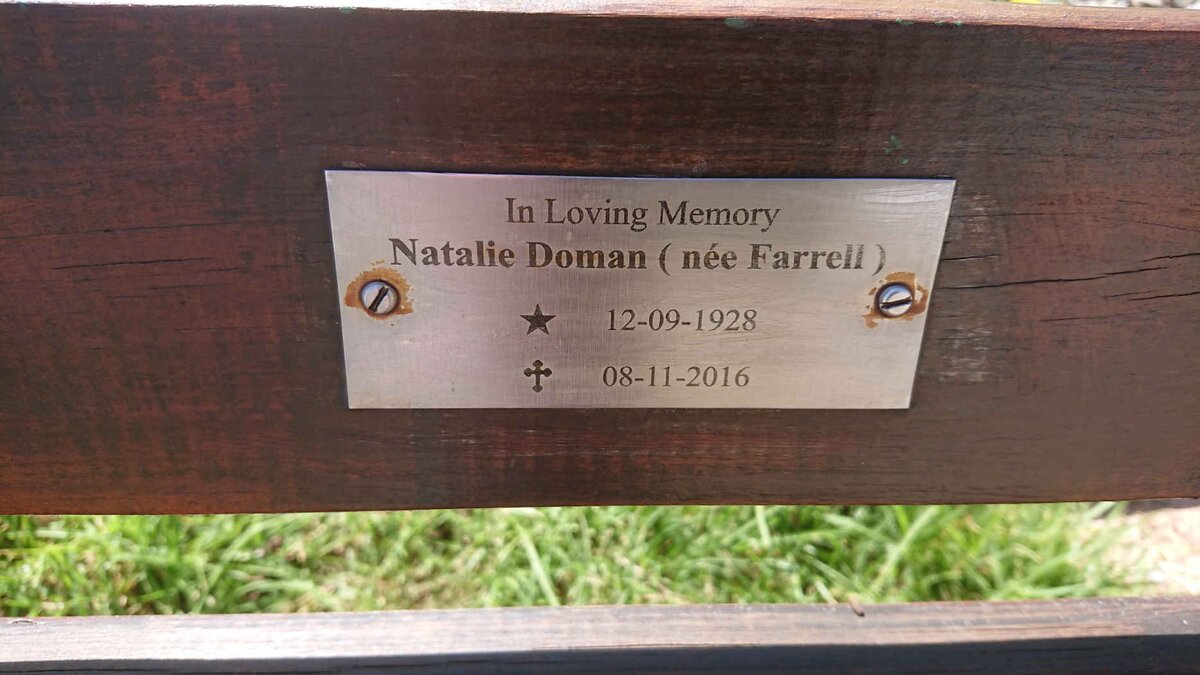 In Loving Memory
Natalie Doman ( née Farrell )
★ 12-09-1928
✝ 08-11-2016